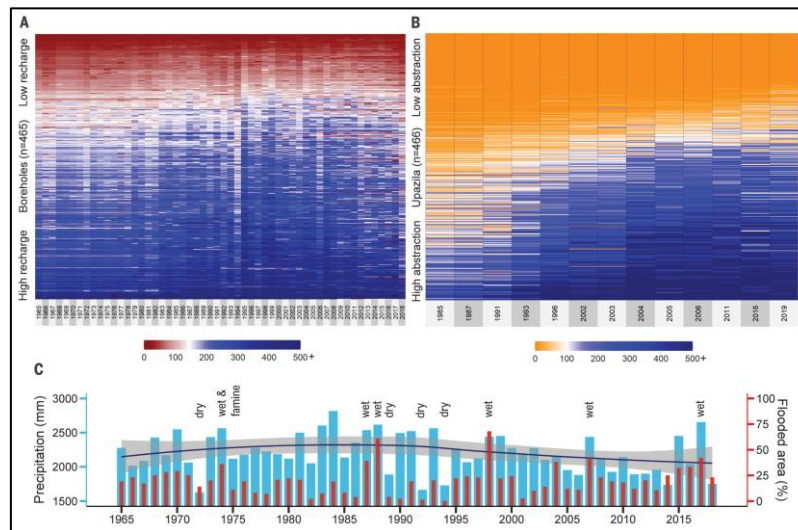 A
Low recharge
Boreholes (n=465)
High recharge
0 100 200 300 400 500+
B
Low abstraction
Upazila (n=466)
High abstraction
1985 1987 1991 1993 1996 2002 2003 2004 2005 2008 2011 2016 2019
0 100 200 300 400 500+
C
Precipitation (mm)
3000
2500
2000
1500
dry
wet &
famine
wet
wet
dry
dry
dry
wet
wet
wet
100
75
50
25
0
Flooded area (%)
1965 1970 1975 1980 1985 1990 1995 2000 2005 2010 2015